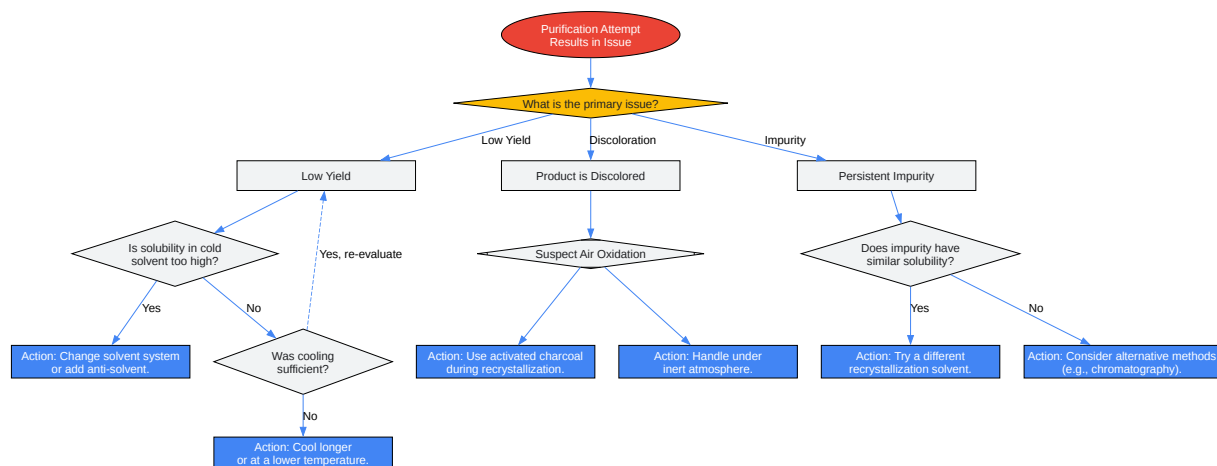 Purification Attempt
Results in Issue
What is the primary issue?
Low Yield
Discoloration
Impurity
Low Yield
Product is Discolored
Persistent Impurity
Is solubility in cold
solvent too high?
Yes, re-evaluate
Suspect Air Oxidation
Does impurity have
similar solubility?
Yes
No
Yes
No
Action: Change solvent system
or add anti-solvent.
Was cooling
sufficient?
Action: Use activated charcoal
during recrystallization.
Action: Handle under
inert atmosphere.
Action: Try a different
recrystallization solvent.
Action: Consider alternative methods
(e.g., chromatography).
No
Action: Cool longer
or at a lower temperature.